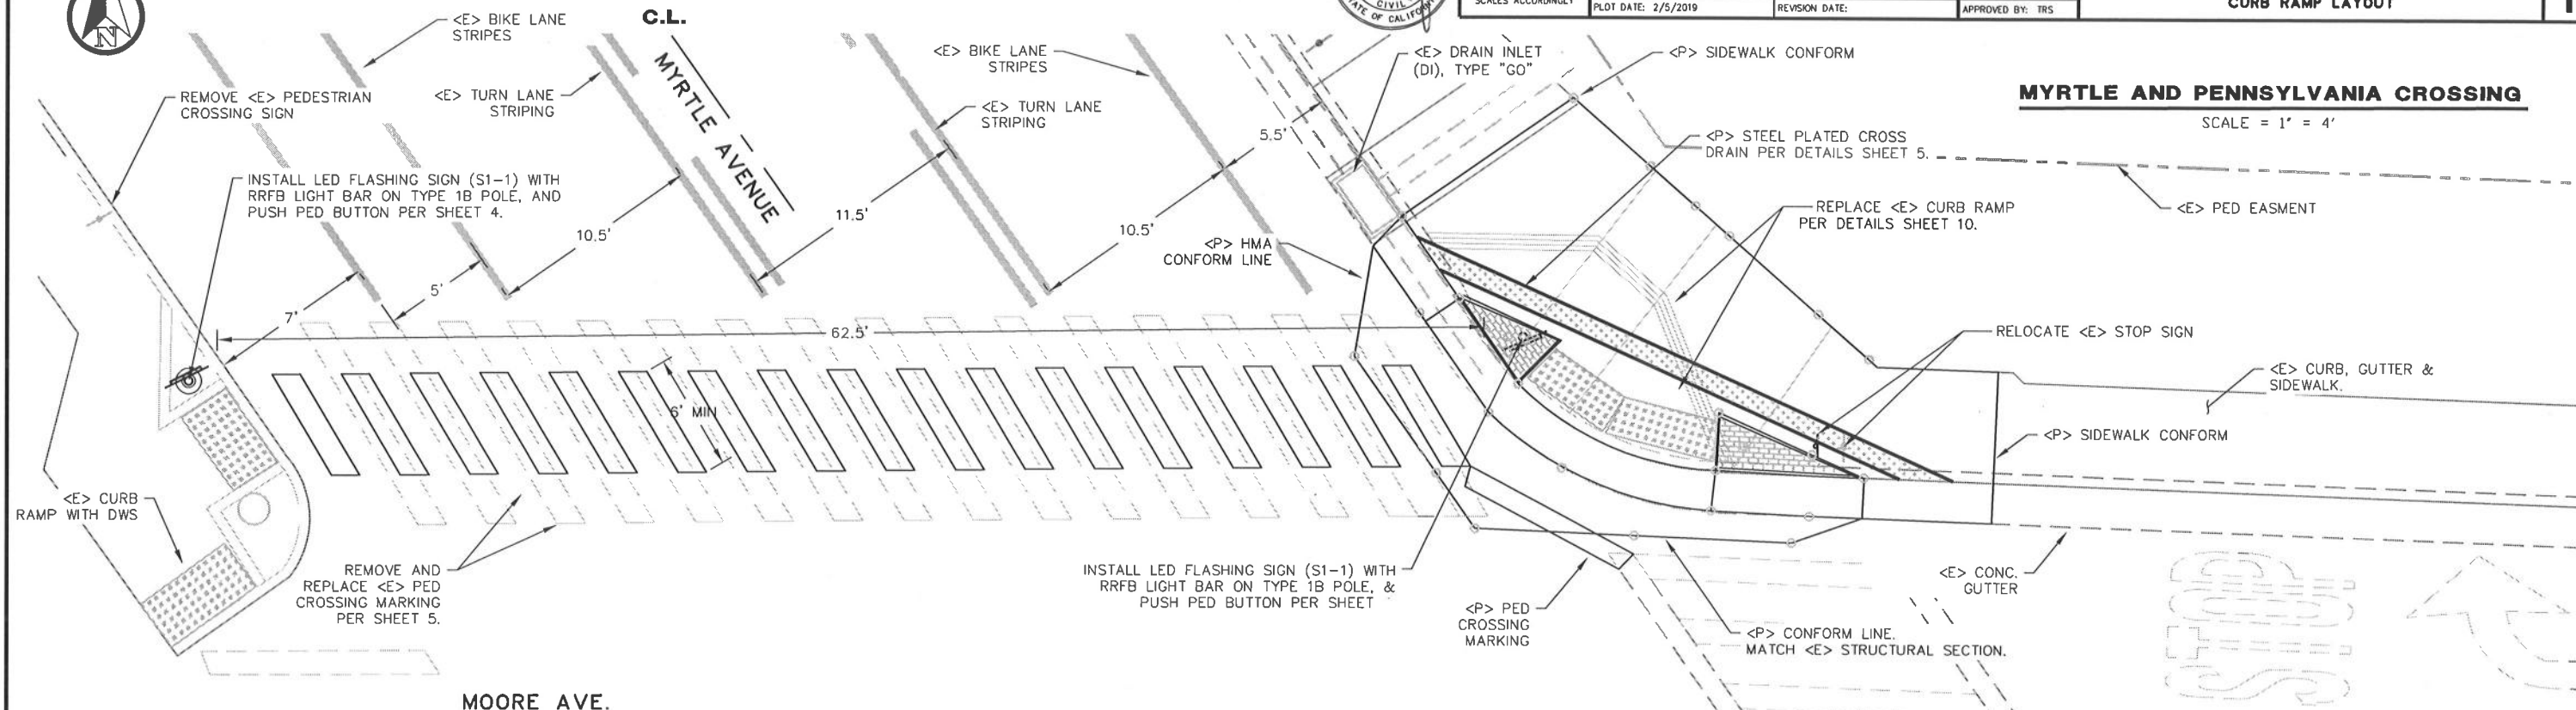 N
CIVIL
STATE OF CALIFORNIA
SCALES ACCORDINGLY
PLOT DATE: 2/5/2019
REVISION DATE:
APPROVED BY: TRS
CURB RAMP LAYOUT
<E> BIKE LANE
STRIPES
C.L.
MYRTLE AVENUE
<E> BIKE LANE
STRIPES
<E> DRAIN INLET
(DI), TYPE "GO"
<P> SIDEWALK CONFORM
MYRTLE AND PENNSYLVANIA CROSSING
SCALE = 1" = 4'
REMOVE <E> PEDESTRIAN
CROSSING SIGN
<E> TURN LANE
STRIPING
<E> TURN LANE
STRIPING
5.5'
<P> STEEL PLATED CROSS
DRAIN PER DETAILS SHEET 5.
INSTALL LED FLASHING SIGN (S1-1) WITH
RRFB LIGHT BAR ON TYPE 1B POLE, AND
PUSH PED BUTTON PER SHEET 4.
REPLACE <E> CURB RAMP
PER DETAILS SHEET 10.
<E> PED EASMENT
10.5'
11.5'
10.5'
<P> HMA
CONFORM LINE
7'
5'
62.5'
RELOCATE <E> STOP SIGN
<E> CURB, GUTTER &
SIDEWALK.
6' MIN
<P> SIDEWALK CONFORM
<E> CURB
RAMP WITH DWS
REMOVE AND
REPLACE <E> PED
CROSSING MARKING
PER SHEET 5.
INSTALL LED FLASHING SIGN (S1-1) WITH
RRFB LIGHT BAR ON TYPE 1B POLE, &
PUSH PED BUTTON PER SHEET
<P> PED
CROSSING
MARKING
<E> CONC.
GUTTER
<P> CONFORM LINE.
MATCH <E> STRUCTURAL SECTION.
MOORE AVE.